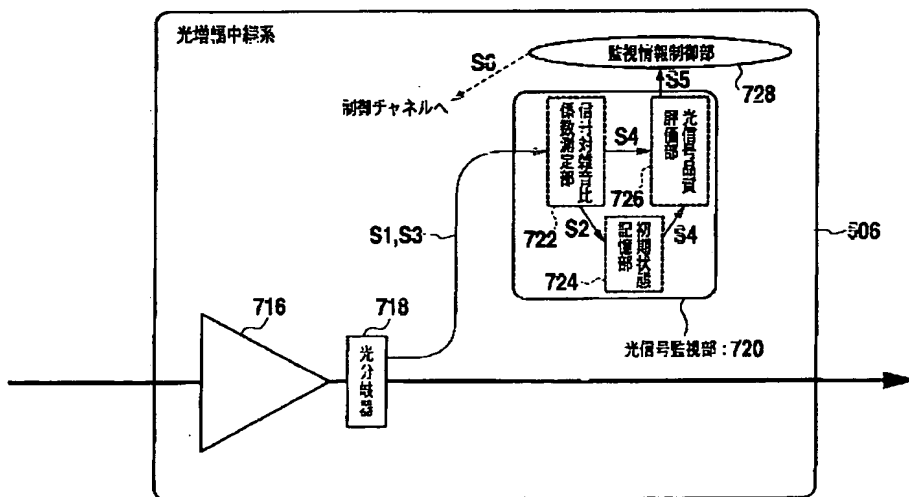 光増幅中継系
監視情報制御部
728
S6
S5
制御チャネルへ
信号対雑音比
係数測定部
S4
光信号品質
評価部
726
722
S2
S4
初期状態
記憶部
724
S1,S3
506
716
718
光分岐器
光信号監視部:720